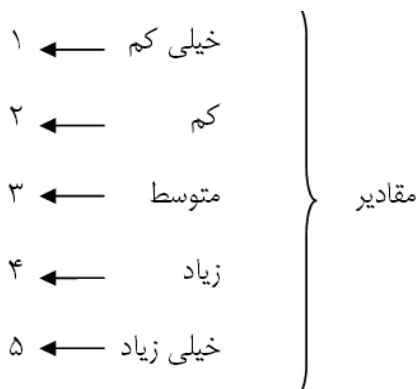 خیلی کم ۱
کم ۲
مقادیر
متوسط ۳
زیاد ۴
خیلی زیاد ۵